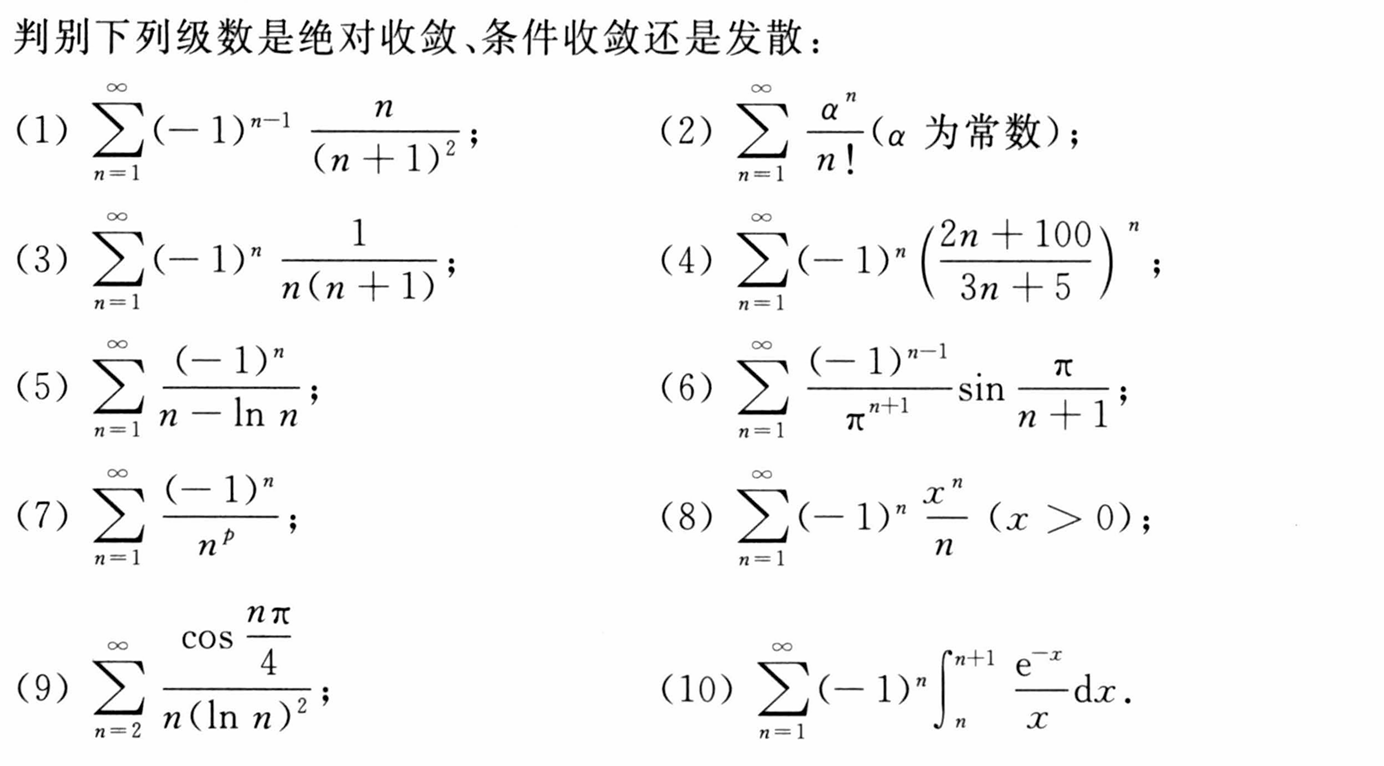 判别下列级数是绝对收敛、条件收敛还是发散：
(1) $\sum_{n=1}^{\infty}(-1)^{n-1}\frac{n}{(n+1)^2}$; (2) $\sum_{n=1}^{\infty}\frac{\alpha^n}{n!}$(α 为常数);
(3) $\sum_{n=1}^{\infty}(-1)^n\frac{1}{n(n+1)}$; (4) $\sum_{n=1}^{\infty}(-1)^n\left(\frac{2n+100}{3n+5}\right)^n$;
(5) $\sum_{n=1}^{\infty}\frac{(-1)^n}{n-\ln n}$; (6) $\sum_{n=1}^{\infty}\frac{(-1)^{n-1}}{\pi^{n+1}}\sin\frac{\pi}{n+1}$;
(7) $\sum_{n=1}^{\infty}\frac{(-1)^n}{n^p}$; (8) $\sum_{n=1}^{\infty}(-1)^n\frac{x^n}{n}$ (x > 0);
(9) $\sum_{n=2}^{\infty}\frac{\cos\frac{n\pi}{4}}{n(\ln n)^2}$; (10) $\sum_{n=1}^{\infty}(-1)^n\int_n^{n+1}\frac{\mathrm{e}^{-x}}{x}\mathrm{d}x$.